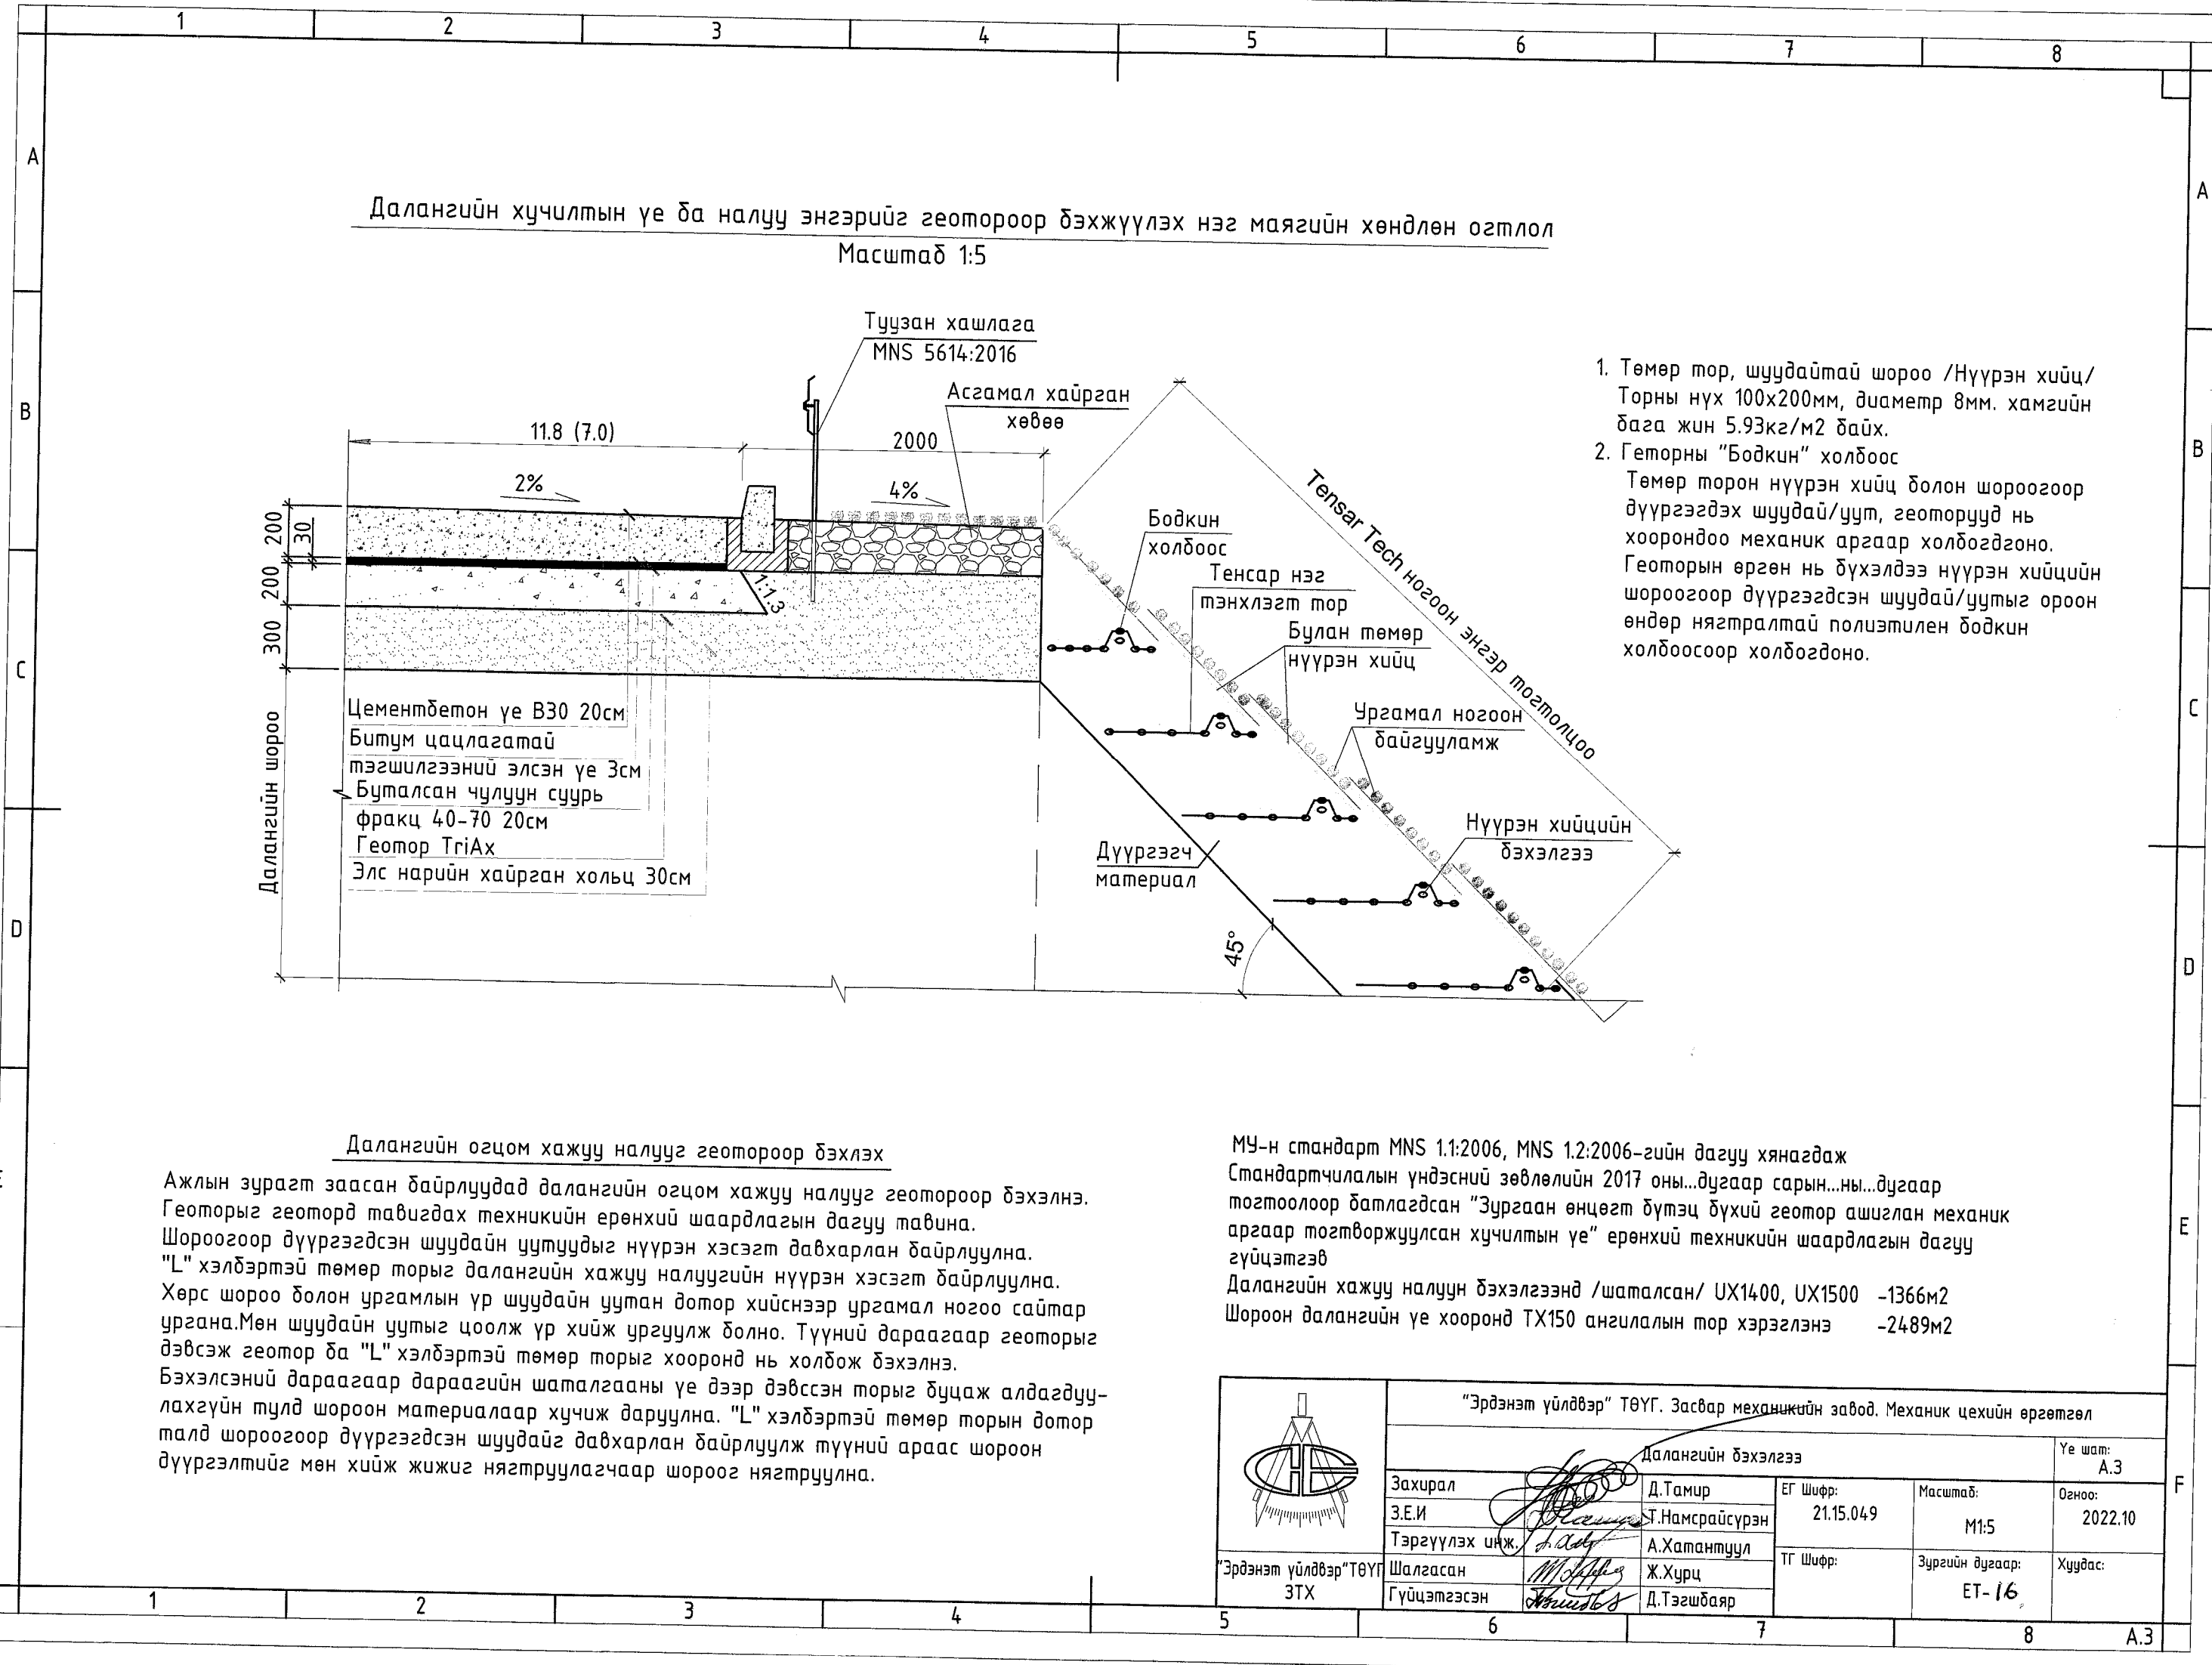 1 2 3 4 5 6 7 8
A
B
C
D
A
B
C
D
E
F
Далангийн хучилтын үе ба налуу энгэрийг геотороор бэхжүүлэх нэг маягийн хөндлөн огтлол
Масштаб 1:5
Туузан хашлага
MNS 5614:2016
Асгамал хайрган
хөвөө
11.8 (7.0)
2000
2%
4%
200
30
200
300
1:1.3
Далангийн шороо
Цементбетон үе В30 20см
Битум цацлагатай
тэгшилгээний элсэн үе 3см
Буталсан чулуун суурь
фракц 40-70 20см
Геотор TriAx
Элс нарийн хайрган хольц 30см
Бодкин
холбоос
Тенсар нэг
тэнхлэгт тор
Булан төмөр
нүүрэн хийц
Ургамал ногоон
байгууламж
Нүүрэн хийцийн
бэхэлгээ
Дүүргэгч
материал
45°
Tensar Tech ногоон энгэр тогтолцоо
1. Төмөр тор, шуудайтай шороо /Нүүрэн хийц/
Торны нүх 100x200мм, диаметр 8мм. хамгийн
бага жин 5.93кг/м2 байх.
2. Геторны "Бодкин" холбоос
Төмөр торон нүүрэн хийц болон шороогоор
дүүргэгдэх шуудай/уут, геоторууд нь
хоорондоо механик аргаар холбогдгоно.
Геоторын өргөн нь бүхэлдээ нүүрэн хийцийн
шороогоор дүүргэгдсэн шуудай/уутыг ороон
өндөр нягтралтай полиэтилен бодкин
холбоосоор холбогдоно.
Далангийн огцом хажуу налууг геотороор бэхлэх
Ажлын зурагт заасан байрлуудад далангийн огцом хажуу налууг геотороор бэхэлнэ.
Геоторыг геоторд тавигдах техникийн ерөнхий шаардлагын дагуу тавина.
Шороогоор дүүргэгдсэн шуудайн уутуудыг нүүрэн хэсэгт давхарлан байрлуулна.
"L" хэлбэртэй төмөр торыг далангийн хажуу налуугийн нүүрэн хэсэгт байрлуулна.
Хөрс шороо болон ургамлын үр шуудайн уутан дотор хийснээр ургамал ногоо сайтар
ургана.Мөн шуудайн уутыг цоолж үр хийж ургуулж болно. Түүний дараагаар геоторыг
дэвсэж геотор ба "L" хэлбэртэй төмөр торыг хооронд нь холбож бэхэлнэ.
Бэхэлсэний дараагаар дараагийн шаталгааны үе дээр дэвссэн торыг буцаж алдагдуу-
лахгүйн тулд шороон материалаар хучиж даруулна. "L" хэлбэртэй төмөр торын дотор
талд шороогоор дүүргэгдсэн шуудайг давхарлан байрлуулж түүний араас шороон
дүүргэлтийг мөн хийж жижиг нягтруулагчаар шороог нягтруулна.
МУ-н стандарт MNS 1.1:2006, MNS 1.2:2006-гийн дагуу хянагдаж
Стандартчилалын үндэсний зөвлөлийн 2017 оны...дугаар сарын...ны...дугаар
тогтоолоор батлагдсан "Зургаан өнцөгт бүтэц бүхий геотор ашиглан механик
аргаар тогтворжуулсан хучилтын үе" ерөнхий техникийн шаардлагын дагуу
гүйцэтгэв
Далангийн хажуу налуун бэхэлгээнд /шаталсан/ UX1400, UX1500 -1366м2
Шороон далангийн үе хооронд TX150 ангилалын тор хэрэглэнэ -2489м2
"Эрдэнэт үйлдвэр" ТӨҮГ. Засвар механикийн завод. Механик цехийн өргөтгөл
Далангийн бэхэлгээ
Үе шат:
А.3
Захирал Д.Тамир
З.Е.И Т.Намсрайсүрэн
Тэргүүлэх инж. А.Хатантуул
Шалгасан Ж.Хурц
Гүйцэтгэсэн Д.Тэгшбаяр
ЕГ Шифр:
21.15.049
Масштаб:
М1:5
Огноо:
2022.10
ТГ Шифр:
Зургийн дугаар:
ЕТ-16
Хуудас:
"Эрдэнэт үйлдвэр"ТӨҮГ
ЗТХ
1 2 3 4 5 6 7 8
А.3